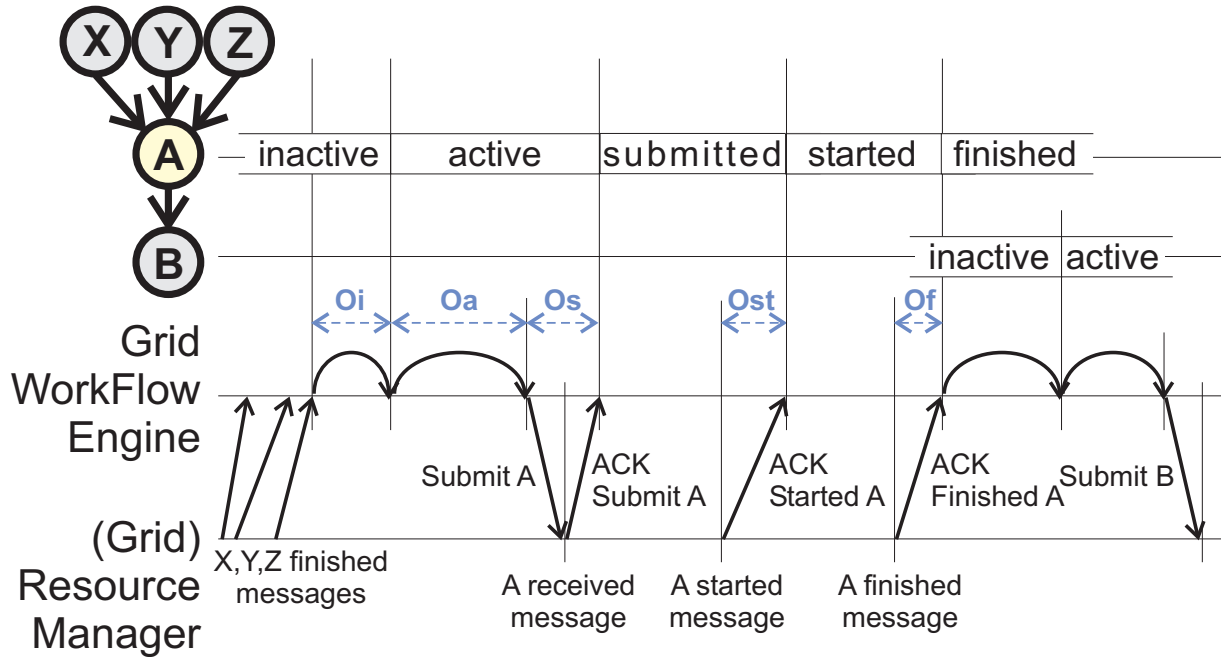 X Y Z
A
inactive active submitted started finished
B
inactive active
Oi Oa Os Ost Of
Grid
WorkFlow
Engine
Submit A
ACK
Submit A
ACK
Started A
ACK
Finished A
Submit B
(Grid)
Resource
Manager
X,Y,Z finished
messages
A received
message
A started
message
A finished
message